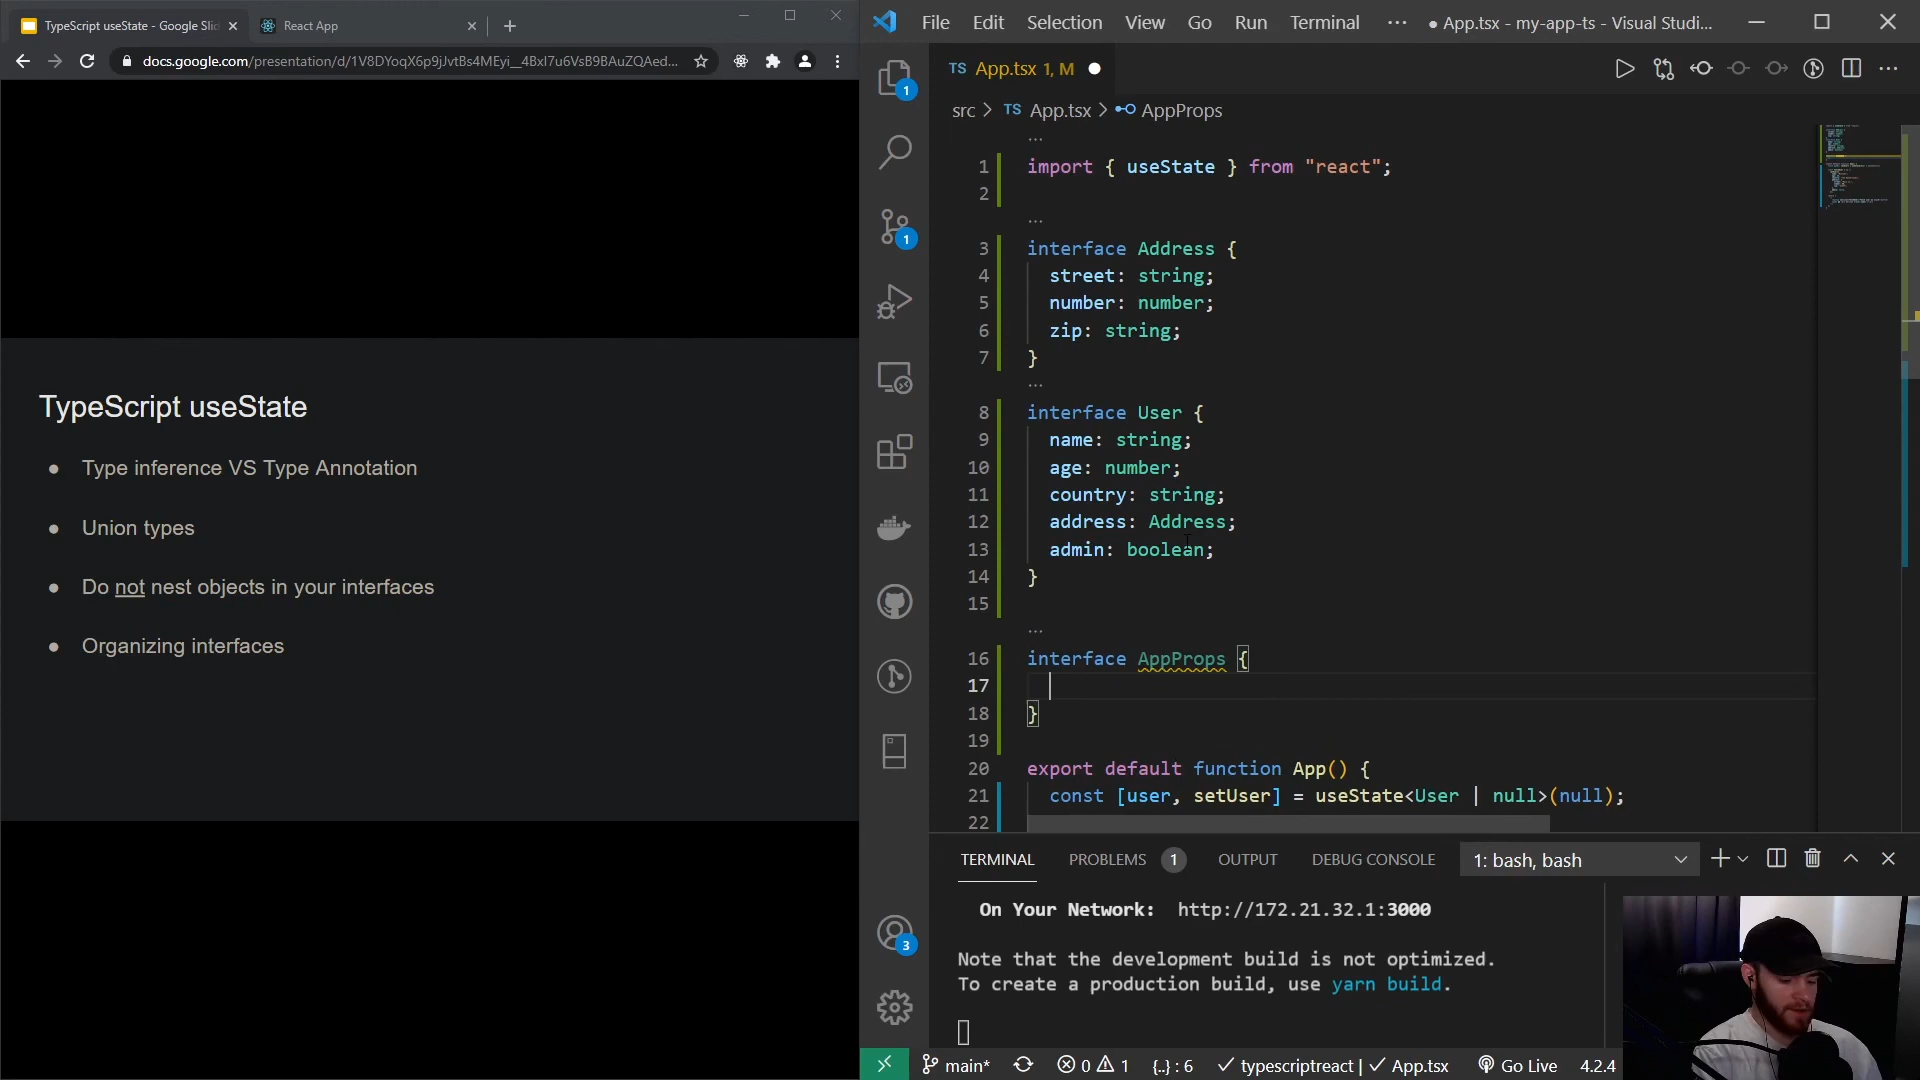 TypeScript useState - Google Slid
React App
docs.google.com/presentation/d/1V8DYoqX6p9jJvtBs4MEyi__4BxI7u6VsB9BAuZQAed...
TypeScript useState
Type inference VS Type Annotation
Union types
Do not nest objects in your interfaces
Organizing interfaces
File Edit Selection View Go Run Terminal ··· ● App.tsx - my-app-ts - Visual Studi...
TS App.tsx 1, M
src > TS App.tsx > AppProps
1 import { useState } from "react";
2
3 interface Address {
4 street: string;
5 number: number;
6 zip: string;
7 }
8 interface User {
9 name: string;
10 age: number;
11 country: string;
12 address: Address;
13 admin: boolean;
14 }
15
16 interface AppProps {
17
18 }
19
20 export default function App() {
21 const [user, setUser] = useState<User | null>(null);
22
1
1
3
TERMINAL PROBLEMS 1 OUTPUT DEBUG CONSOLE 1: bash, bash
On Your Network: http://172.21.32.1:3000
Note that the development build is not optimized.
To create a production build, use yarn build.
main* 0 1 {..} : 6 typescriptreact | App.tsx Go Live 4.2.4